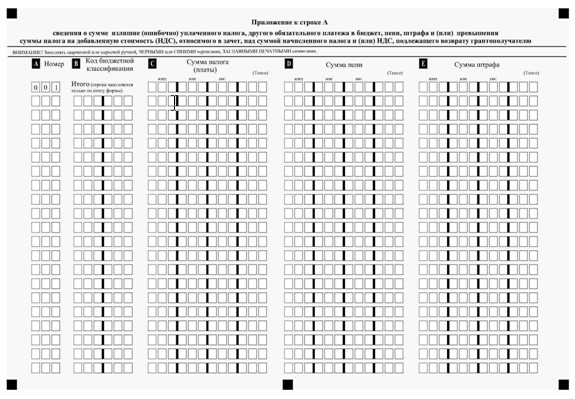 Приложение к строке А
сведения о сумме излишне (ошибочно) уплаченного налога, другого обязательного платежа в бюджет, пени, штрафа и (или) превышения
суммы налога на добавленную стоимость (НДС), относимого в зачет, над суммой начисленного налога и (или) НДС, подлежащего возврату грантополучателю
ВНИМАНИЕ! Заполнять шариковой или перьевой ручкой, ЧЕРНЫМИ или СИНИМИ чернилами, ЗАГЛАВНЫМИ ПЕЧАТНЫМИ символами.
A Номер B Код бюджетной классификации C Сумма налога (платы) (Тенге) D Сумма пени (Тенге) E Сумма штрафа (Тенге)
млрд. млн. тыс. млрд. млн. тыс. млрд. млн. тыс.
0 0 1 Итого (строка заполняется
только по итогу формы)